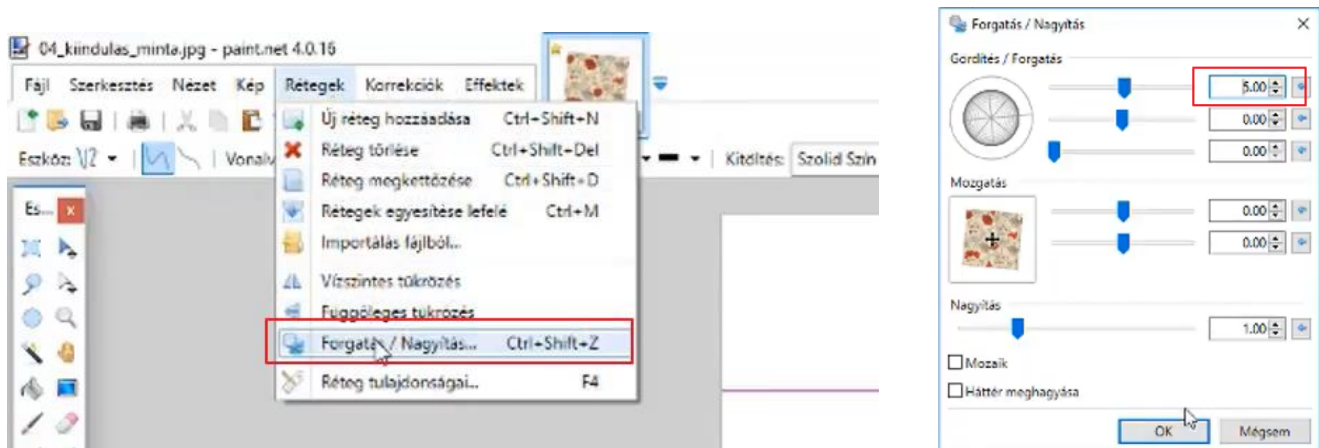 04_kiindulas_minta.jpg - paint.net 4.0.16
Fájl Szerkesztés Nézet Kép Rétegek Korrekciók Effektek
Új réteg hozzáadása Ctrl+Shift+N
Eszköz:
Vonalv
Kitöltés: Szolid Szín
Réteg törlése Ctrl+Shift+Del
Réteg megkettőzése Ctrl+Shift+D
Es...
Rétegek egyesítése lefelé Ctrl+M
Importálás fájlból...
Vízszintes tükrözés
Függőleges tükrözés
Forgatás / Nagyítás... Ctrl+Shift+Z
Réteg tulajdonságai... F4
Forgatás / Nagyítás
Gördítés / Forgatás
5.00
0.00
0.00
Mozgatás
0.00
0.00
Nagyítás
1.00
Mozaik
Háttér meghagyása
OK Mégsem